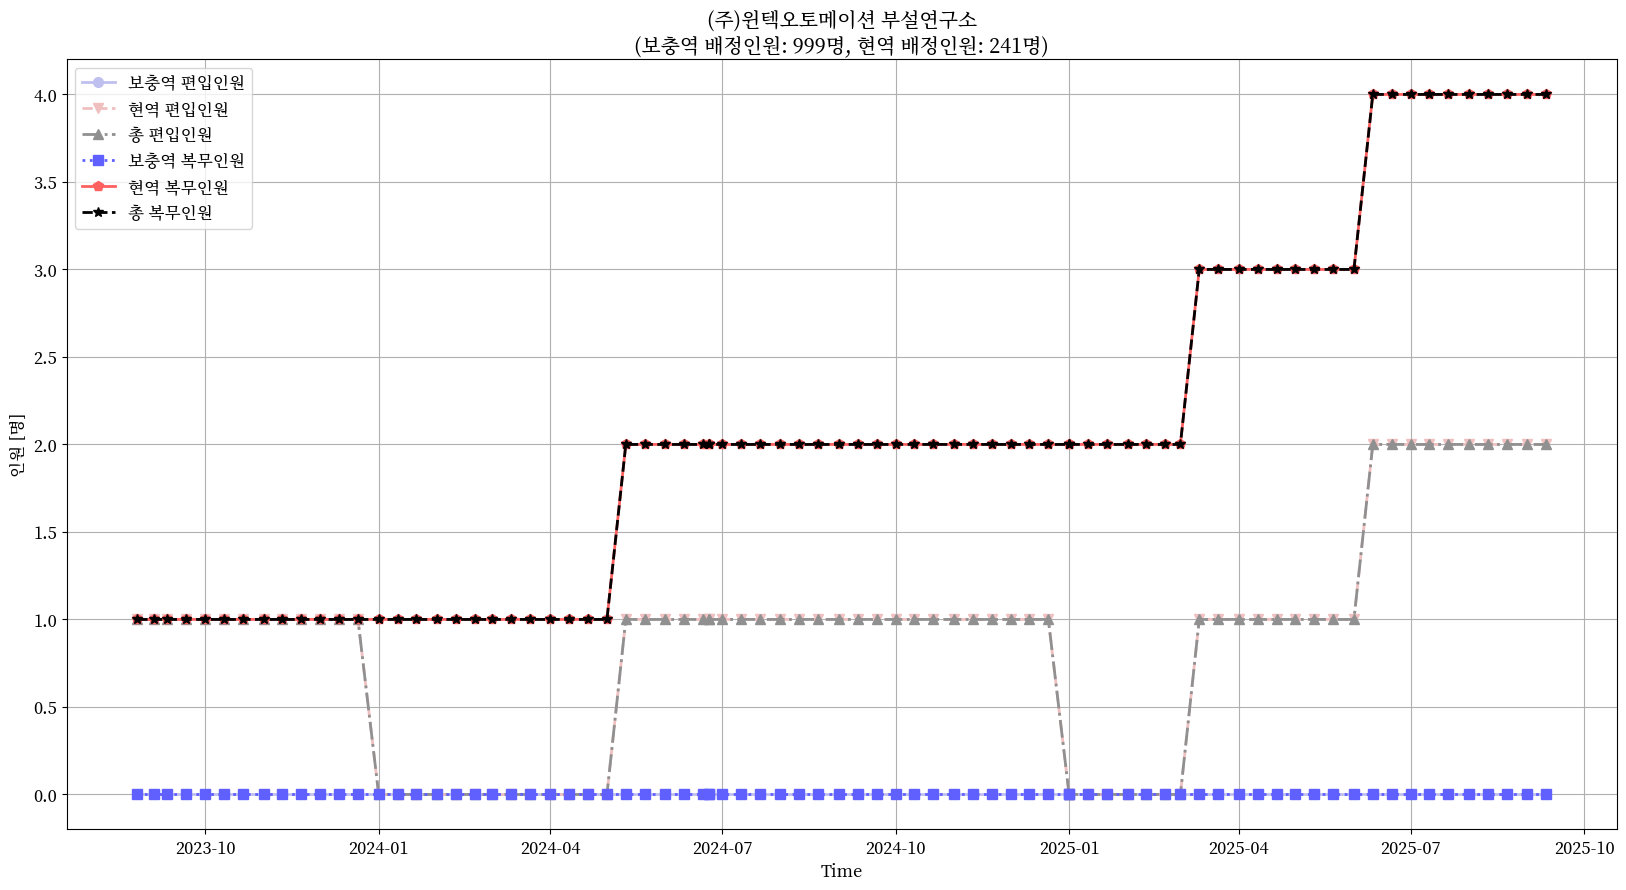 (주)윈텍오토메이션 부설연구소
(보충역 배정인원: 999명, 현역 배정인원: 241명)
보충역 편입인원
현역 편입인원
총 편입인원
보충역 복무인원
현역 복무인원
총 복무인원
4.0
3.5
3.0
2.5
2.0
1.5
1.0
0.5
0.0
인원 [명]
2023-10
2024-01
2024-04
2024-07
2024-10
2025-01
2025-04
2025-07
2025-10
Time